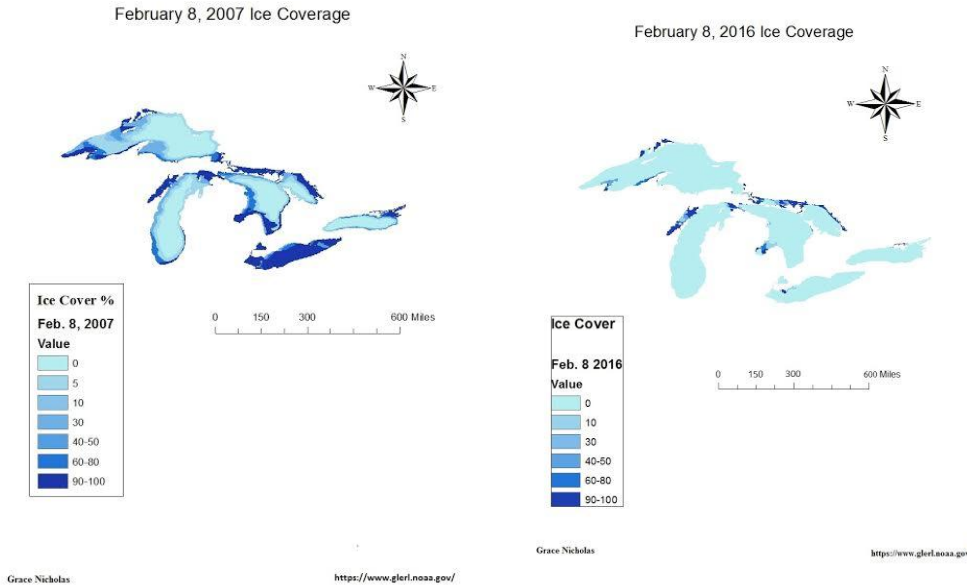 February 8, 2007 Ice Coverage
N
W E
S
Ice Cover %
Feb. 8, 2007
Value
0
5
10
30
40-50
60-80
90-100
0 150 300 600 Miles
Grace Nicholas
https://www.glerl.noaa.gov/
February 8, 2016 Ice Coverage
N
W E
S
Ice Cover
Feb. 8 2016
Value
0
10
30
40-50
60-80
90-100
0 150 300 600 Miles
Grace Nicholas
https://www.glerl.noaa.gov